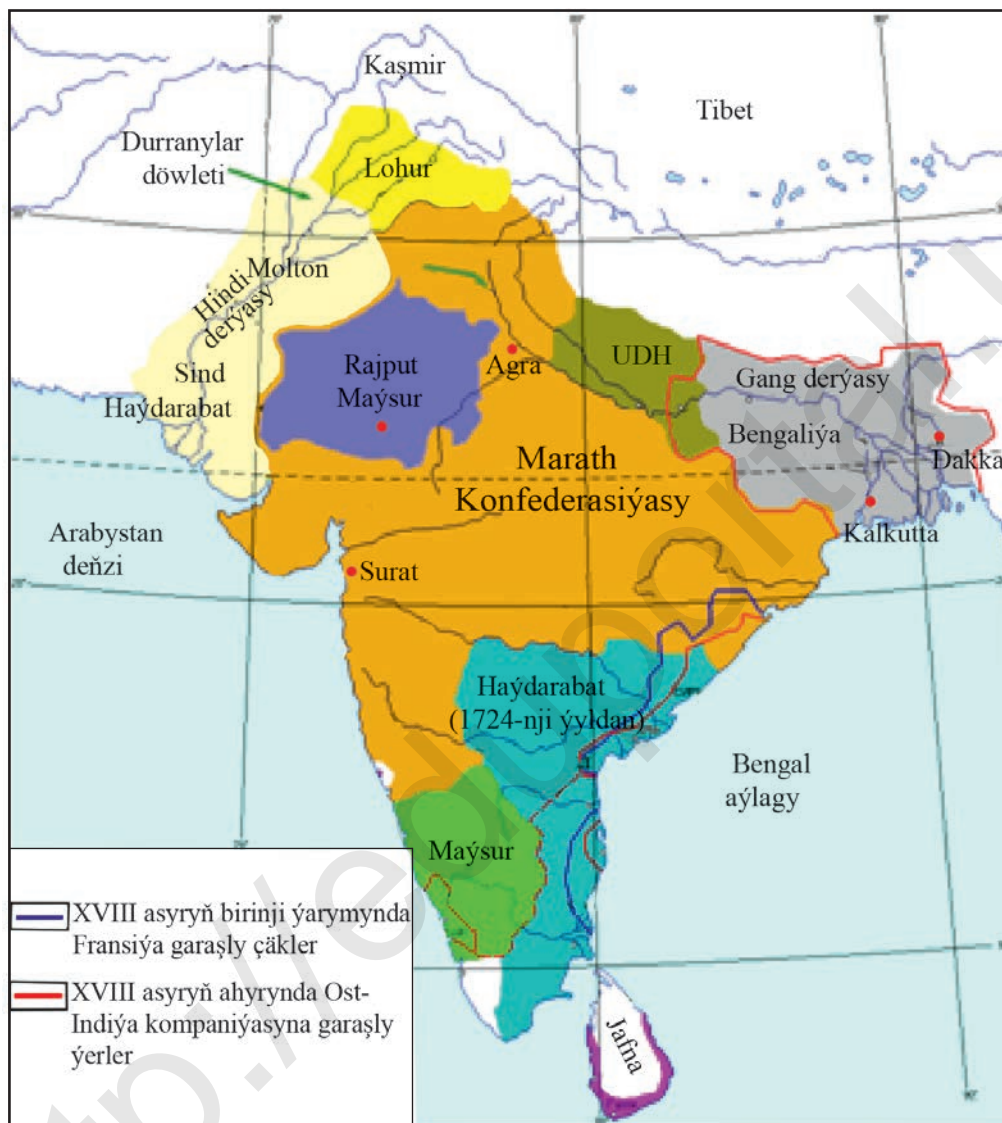 Kaşmir
Tibet
Durranylar
döwleti
Lohur
Molton
Hindi
derýasy
Sind
Haýdarabat
Rajput
Maýsur
Agra
UDH
Gang derýasy
Bengaliýa
Dakka
Kalkutta
Marath
Konfederasiýasy
Arabystan
deňzi
Surat
Haýdarabat
(1724-nji ýyldan)
Bengal
aýlagy
Maýsur
Jafna
XVIII asyryň birinji ýarymynda
Fransiýa garaşly çäkler
XVIII asyryň ahyrynda Ost-
Indiýa kompaniýasyna garaşly
ýerler